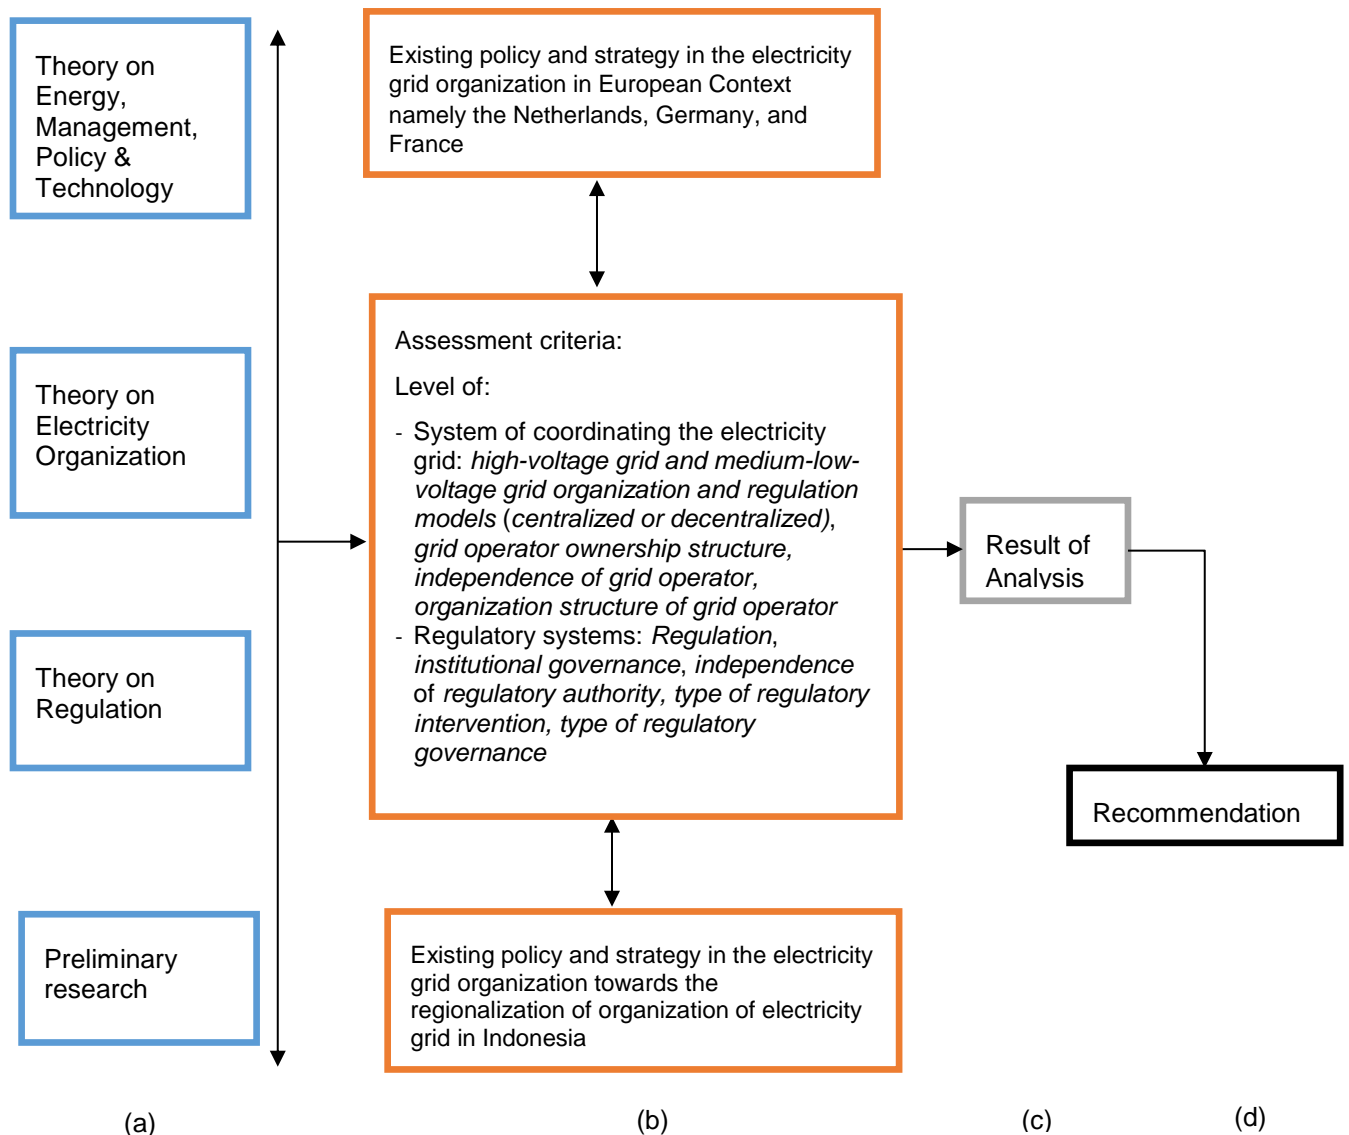 Theory on
Energy,
Management,
Policy &
Technology
Theory on
Electricity
Organization
Theory on
Regulation
Preliminary
research
Existing policy and strategy in the electricity
grid organization in European Context
namely the Netherlands, Germany, and
France
Assessment criteria:
Level of:
- System of coordinating the electricity
grid: high-voltage grid and medium-low-
voltage grid organization and regulation
models (centralized or decentralized),
grid operator ownership structure,
independence of grid operator,
organization structure of grid operator
- Regulatory systems: Regulation,
institutional governance, independence
of regulatory authority, type of regulatory
intervention, type of regulatory
governance
Existing policy and strategy in the electricity
grid organization towards the
regionalization of organization of electricity
grid in Indonesia
Result of
Analysis
Recommendation
(a)
(b)
(c)
(d)